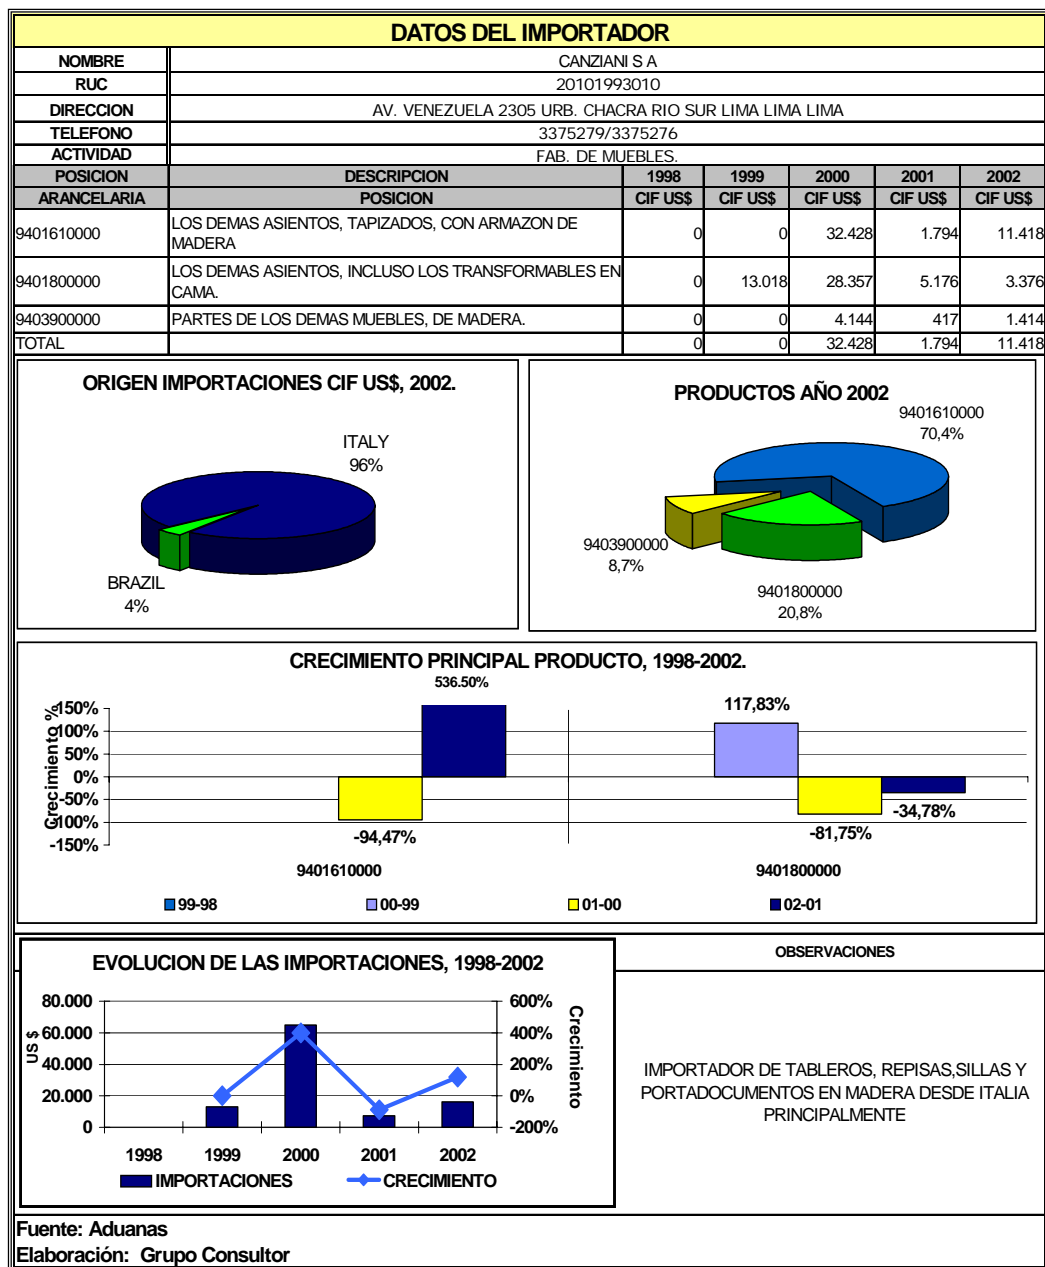 DATOS DEL IMPORTADOR
NOMBRE CANZIANI S A
RUC 20101993010
DIRECCION AV. VENEZUELA 2305 URB. CHACRA RIO SUR LIMA LIMA LIMA
TELEFONO 3375279/3375276
ACTIVIDAD FAB. DE MUEBLES.
POSICION DESCRIPCION 1998 1999 2000 2001 2002
ARANCELARIA POSICION CIF US$ CIF US$ CIF US$ CIF US$ CIF US$
9401610000 LOS DEMAS ASIENTOS, TAPIZADOS, CON ARMAZON DE MADERA 0 0 32.428 1.794 11.418
9401800000 LOS DEMAS ASIENTOS, INCLUSO LOS TRANSFORMABLES EN CAMA. 0 13.018 28.357 5.176 3.376
9403900000 PARTES DE LOS DEMAS MUEBLES, DE MADERA. 0 0 4.144 417 1.414
TOTAL 0 0 32.428 1.794 11.418
ORIGEN IMPORTACIONES CIF US$, 2002.
ITALY
96%
BRAZIL
4%
PRODUCTOS AÑO 2002
9401610000
70,4%
9403900000
8,7%
9401800000
20,8%
CRECIMIENTO PRINCIPAL PRODUCTO, 1998-2002.
536.50%
117,83%
Crecimiento %
150%
100%
50%
0%
-50%
-100%
-150%
-94,47%
-81,75%
-34,78%
9401610000 9401800000
99-98 00-99 01-00 02-01
EVOLUCION DE LAS IMPORTACIONES, 1998-2002
US $
80.000
60.000
40.000
20.000
0
600%
400%
200%
0%
-200%
Crecimiento
1998 1999 2000 2001 2002
IMPORTACIONES CRECIMIENTO
OBSERVACIONES
IMPORTADOR DE TABLEROS, REPISAS,SILLAS Y
PORTADOCUMENTOS EN MADERA DESDE ITALIA
PRINCIPALMENTE
Fuente: Aduanas
Elaboración: Grupo Consultor